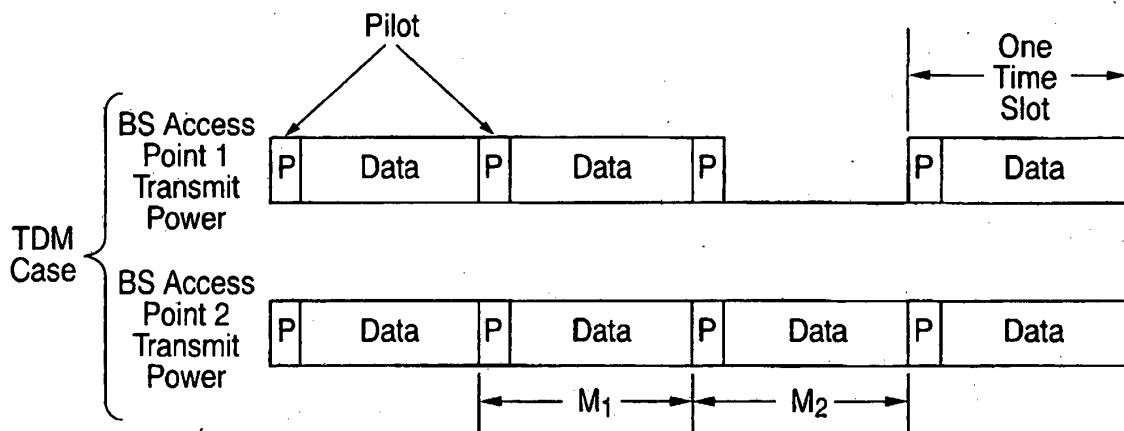 Pilot
One
Time
Slot
TDM
Case
BS Access
Point 1
Transmit
Power
P Data P Data P P Data
BS Access
Point 2
Transmit
Power
P Data P Data P Data P Data
M1 M2